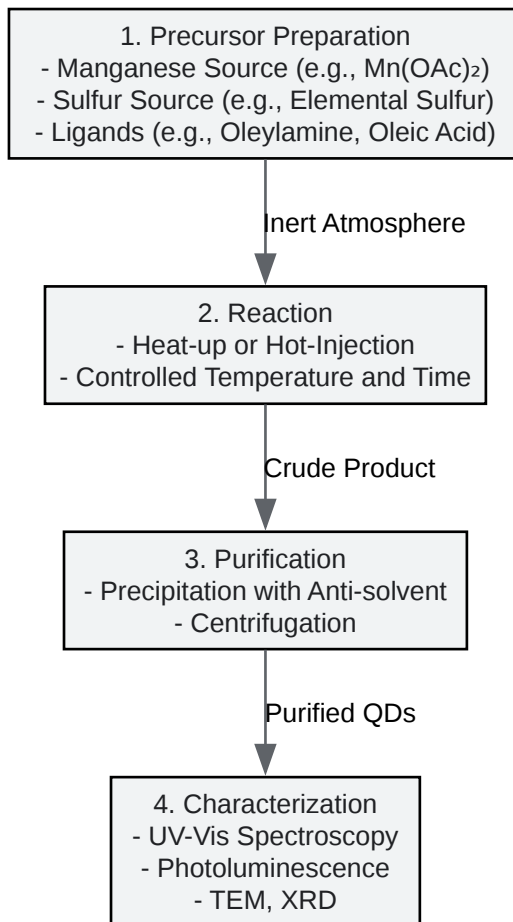 1. Precursor Preparation
- Manganese Source (e.g., Mn(OAc)₂)
- Sulfur Source (e.g., Elemental Sulfur)
- Ligands (e.g., Oleylamine, Oleic Acid)
Inert Atmosphere
2. Reaction
- Heat-up or Hot-Injection
- Controlled Temperature and Time
Crude Product
3. Purification
- Precipitation with Anti-solvent
- Centrifugation
Purified QDs
4. Characterization
- UV-Vis Spectroscopy
- Photoluminescence
- TEM, XRD